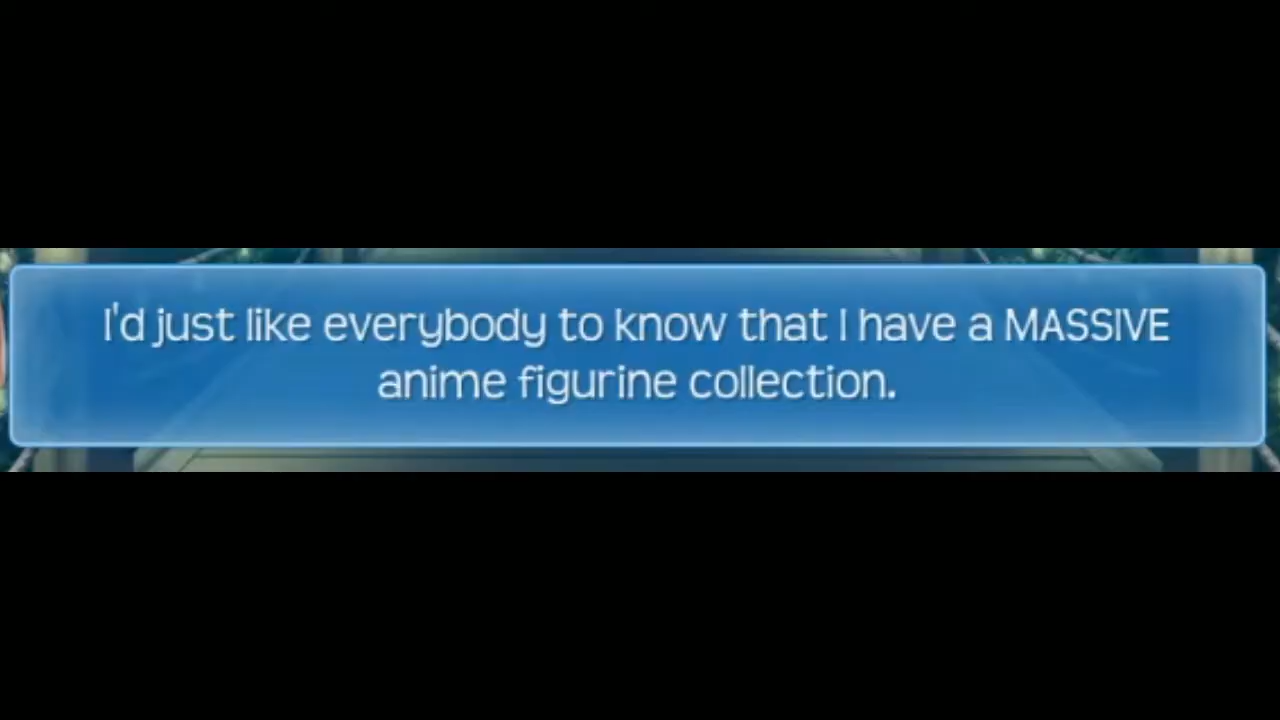 I'd just like everybody to know that I have a MASSIVE
anime figurine collection.